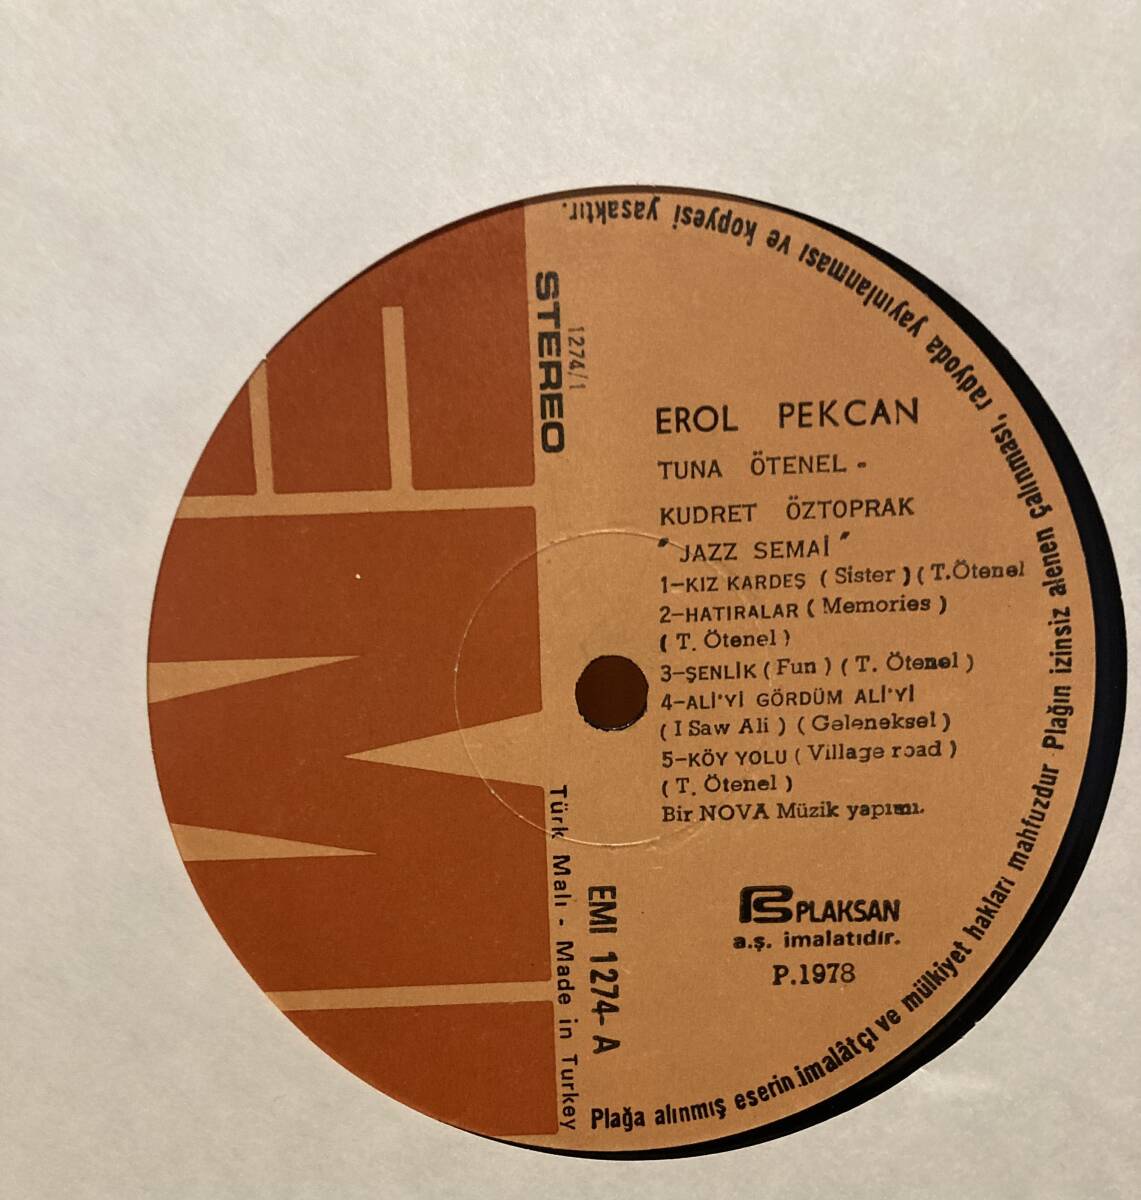 EMI
STEREO
1274/1
EROL PEKCAN
TUNA ÖTENEL -
KUDRET ÖZTOPRAK
"JAZZ SEMAİ"
1-KIZ KARDEŞ ( Sister ) ( T.Ötenel
2-HATIRALAR ( Memories )
( T. Ötenel )
3-ŞENLİK ( Fun ) ( T. Ötenel )
4-ALİ'Yİ GÖRDÜM ALİ'Yİ
( I Saw Ali ) ( Geleneksel )
5-KÖY YOLU ( Village road )
( T. Ötenel )
Bir NOVA Müzik yapımı.
PS PLAKSAN
a.ş. imalatıdır.
P.1978
EMI 1274- A
Türk Malı - Made in Turkey
Plağa alınmış eserin imalâtçı ve mülkiyet hakları mahfuzdur Plağın izinsiz alenen çalınması, radyoda yayınlanması ve kopyesi yasaktır.